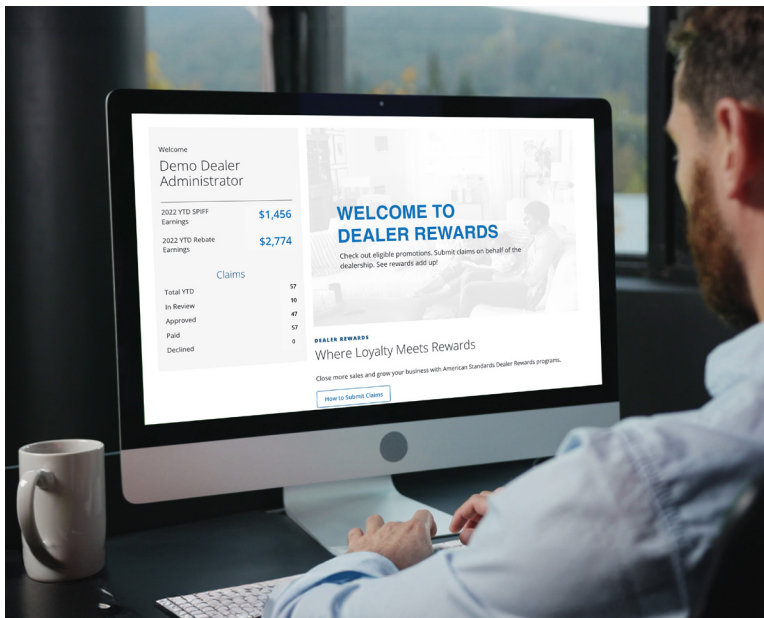 Welcome
Demo Dealer
Administrator
2022 YTD SPIFF
Earnings
$1,456
2022 YTD Rebate
Earnings
$2,774
Claims
Total YTD 57
In Review 10
Approved 47
Paid 57
Declined 0
WELCOME TO
DEALER REWARDS
Check out eligible promotions. Submit claims on behalf of the
dealership. See rewards add up!
DEALER REWARDS
Where Loyalty Meets Rewards
Close more sales and grow your business with American Standards Dealer Rewards programs.
How to Submit Claims